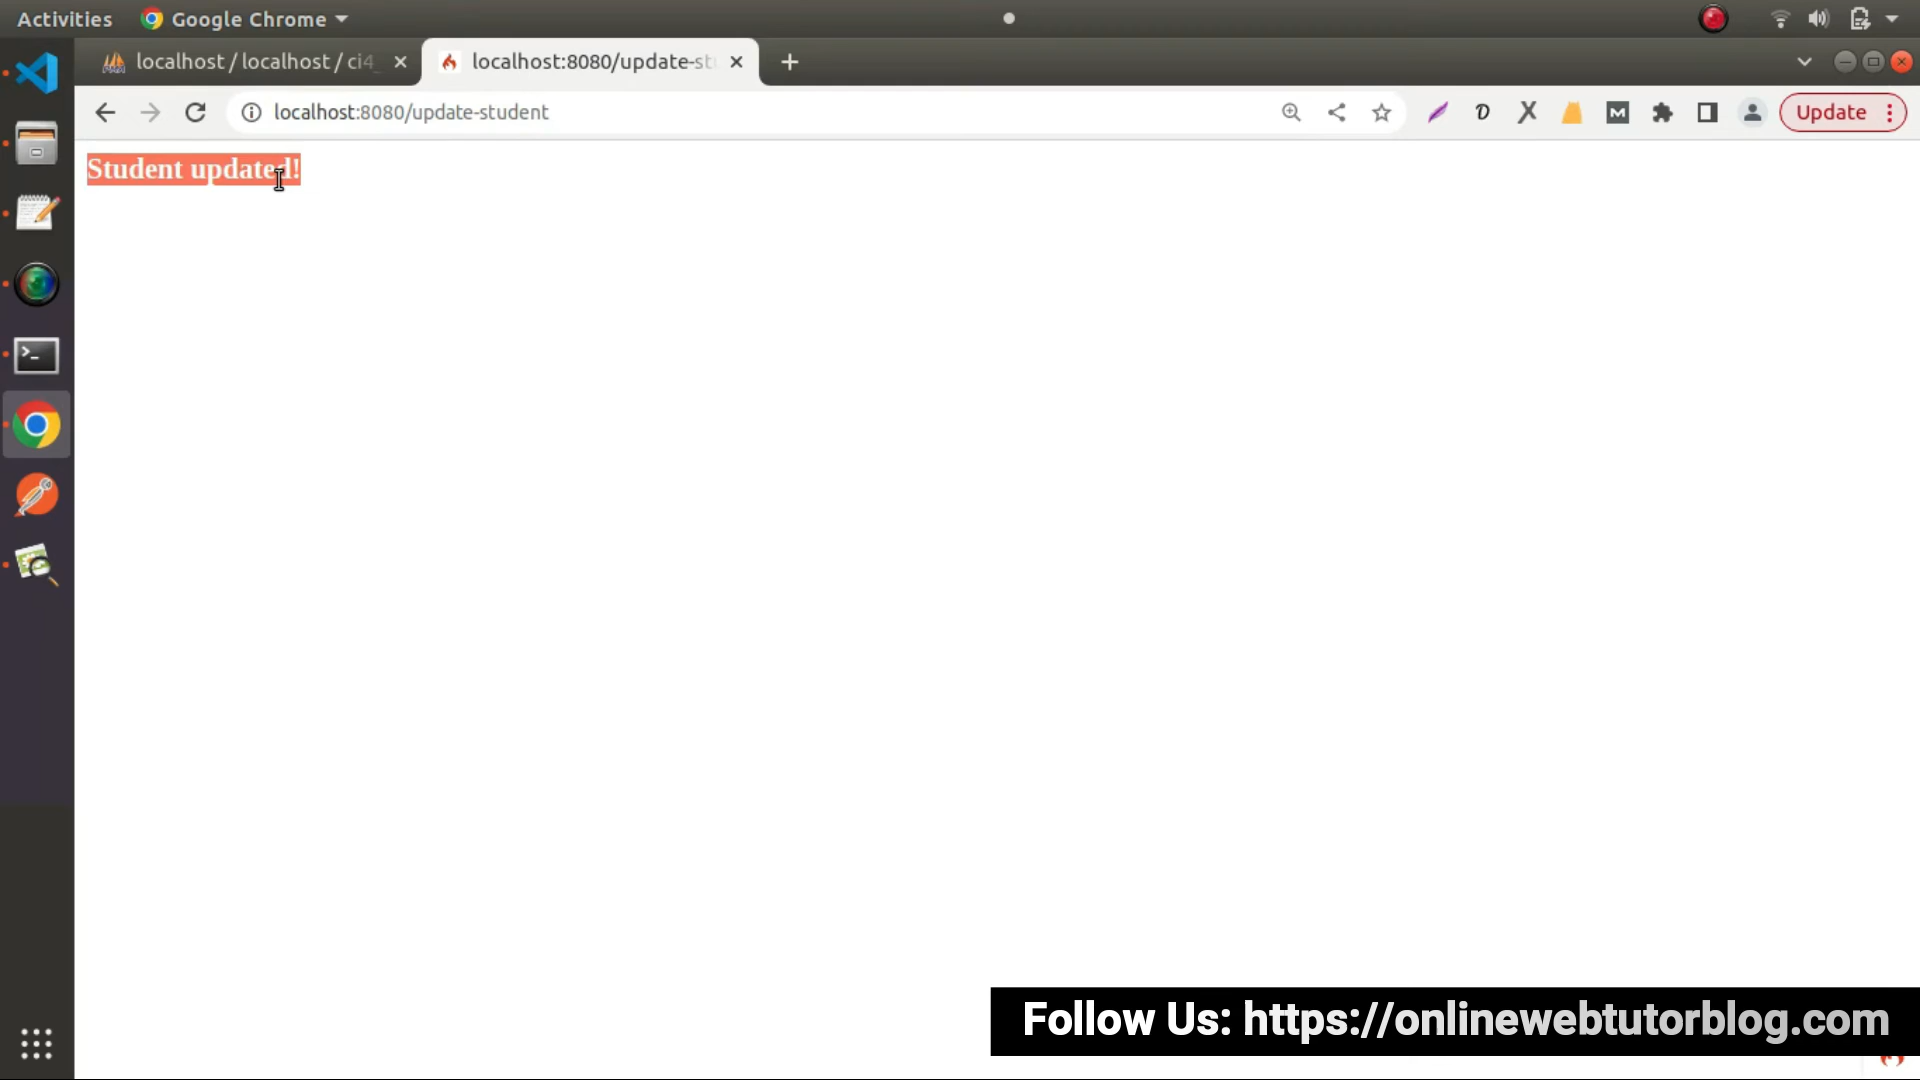 Activities
Google Chrome
localhost / localhost / ci4_
localhost:8080/update-st
localhost:8080/update-student
Update
Student updated!
Follow Us: https://onlinewebtutorblog.com